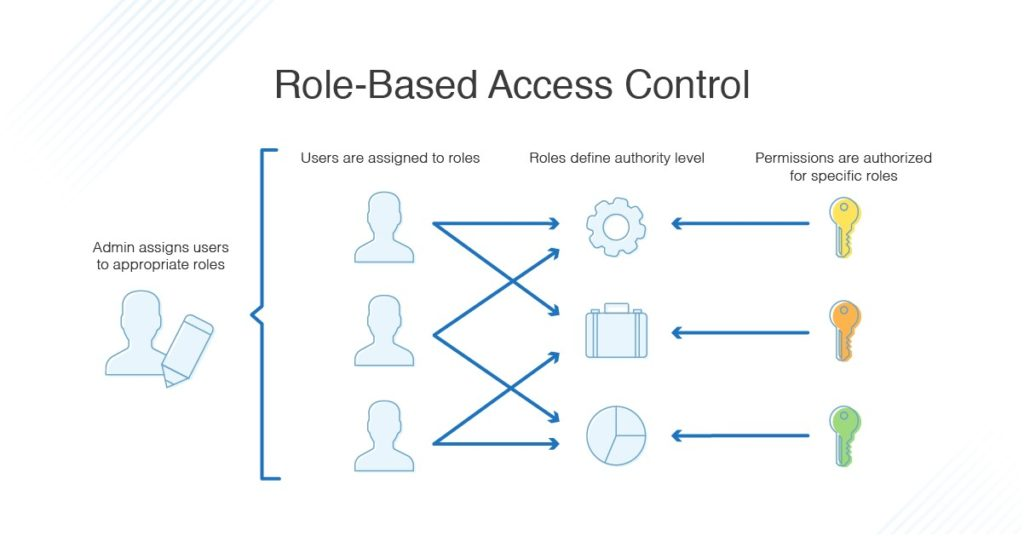 Role-Based Access Control
Users are assigned to roles
Roles define authority level
Permissions are authorized
for specific roles
Admin assigns users
to appropriate roles